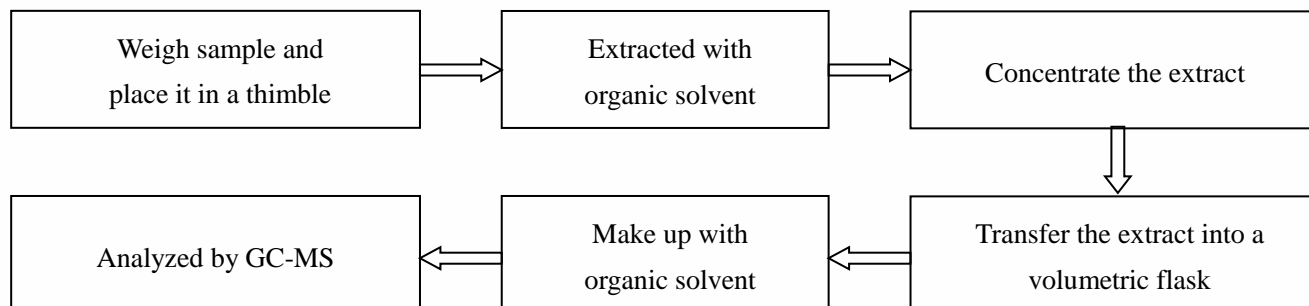 Weigh sample and
place it in a thimble
Extracted with
organic solvent
Concentrate the extract
Transfer the extract into a
volumetric flask
Make up with
organic solvent
Analyzed by GC-MS